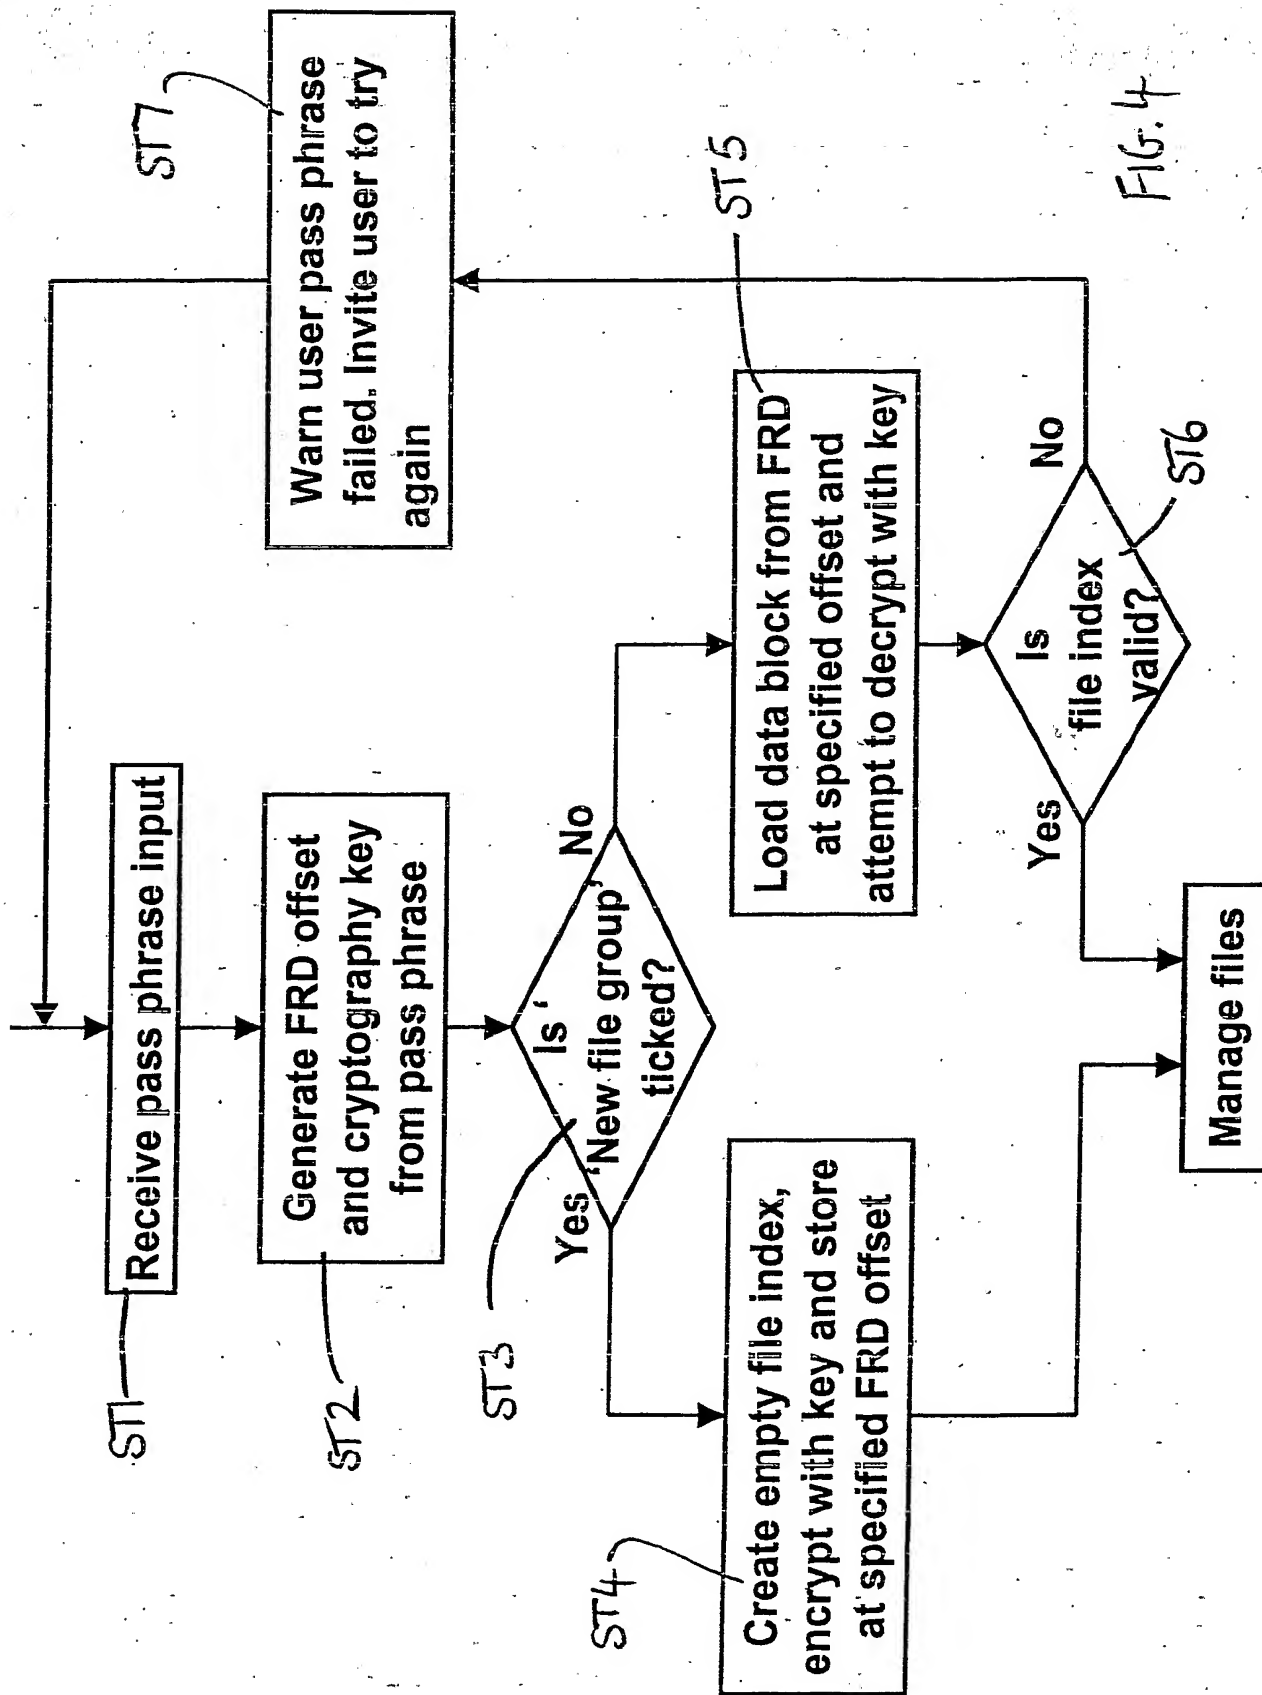 ST1
Receive pass phrase input
ST2
Generate FRD offset
and cryptography key
from pass phrase
ST3
Is '
'New file group'
ticked?
Yes
No
ST4
Create empty file index,
encrypt with key and store
at specified FRD offset
ST5
Load data block from FRD
at specified offset and
attempt to decrypt with key
ST6
Is
file index
valid?
Yes
No
ST7
Warn user pass phrase
failed. Invite user to try
again
Manage files
FIG. 4